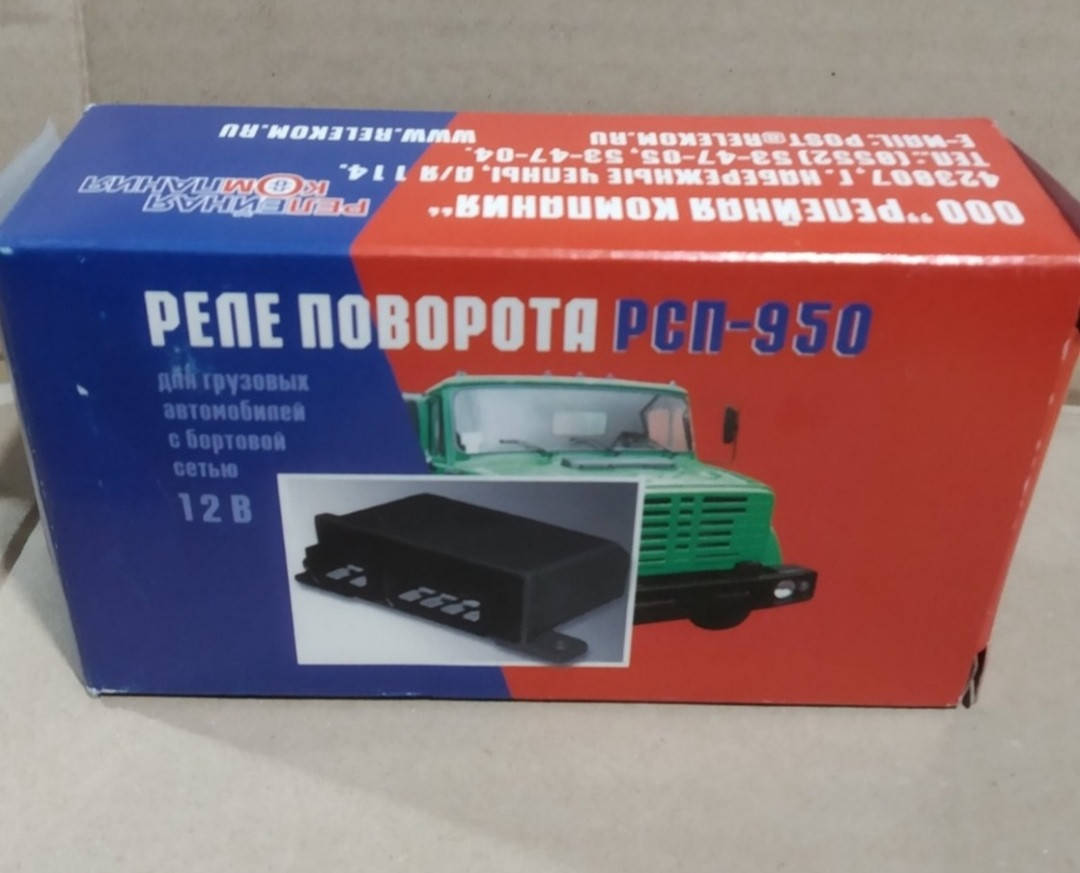 ООО "РЕЛЕЙНАЯ КОМПАНИЯ"
423807, Г. НАБЕРЕЖНЫЕ ЧЕЛНЫ, А/Я 114.
ТЕЛ.: (8552) 53-47-05, 53-47-04.
E-MAIL: POST@RELEKOM.RU WWW.RELEKOM.RU
РЕЛЕЙНАЯ
КОМПАНИЯ
РЕЛЕ ПОВОРОТА РСП-950
для грузовых
автомобилей
с бортовой
сетью
12 В